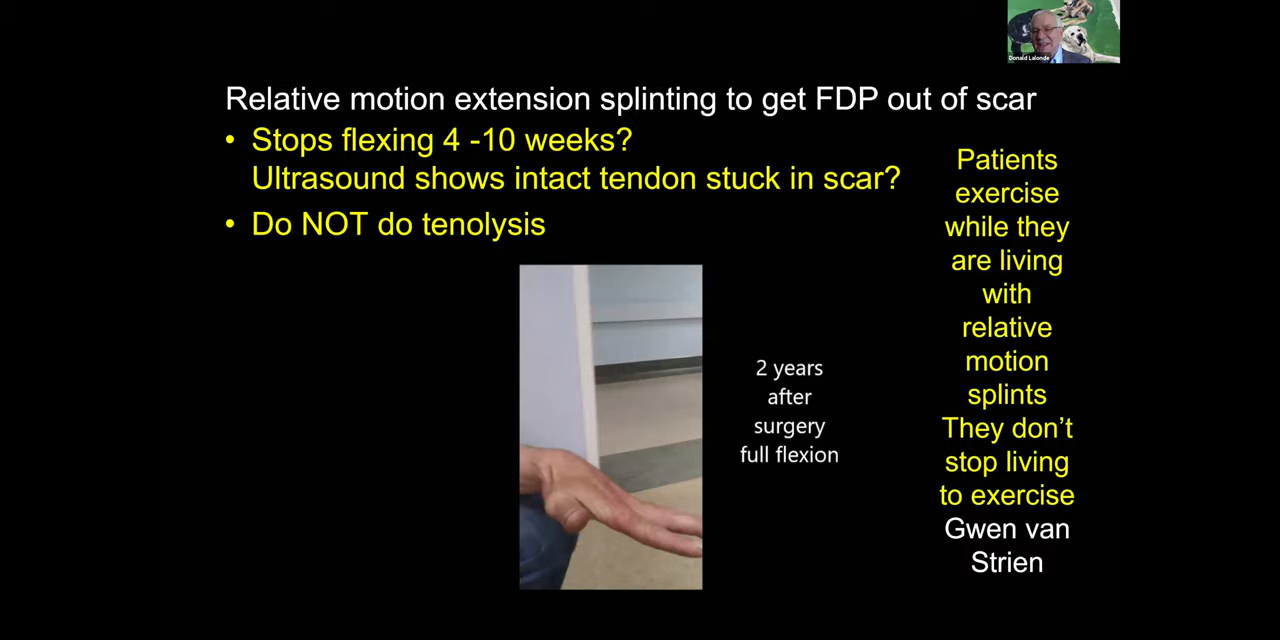 Donald Lalonde
Relative motion extension splinting to get FDP out of scar
• Stops flexing 4 -10 weeks?
Ultrasound shows intact tendon stuck in scar?
• Do NOT do tenolysis
2 years
after
surgery
full flexion
Patients
exercise
while they
are living
with
relative
motion
splints
They don't
stop living
to exercise
Gwen van
Strien